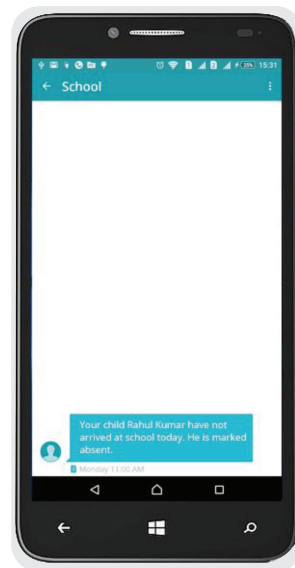 15:31
School
Your child Rahul Kumar have not
arrived at school today. He is marked
absent.
Monday 11:00 AM